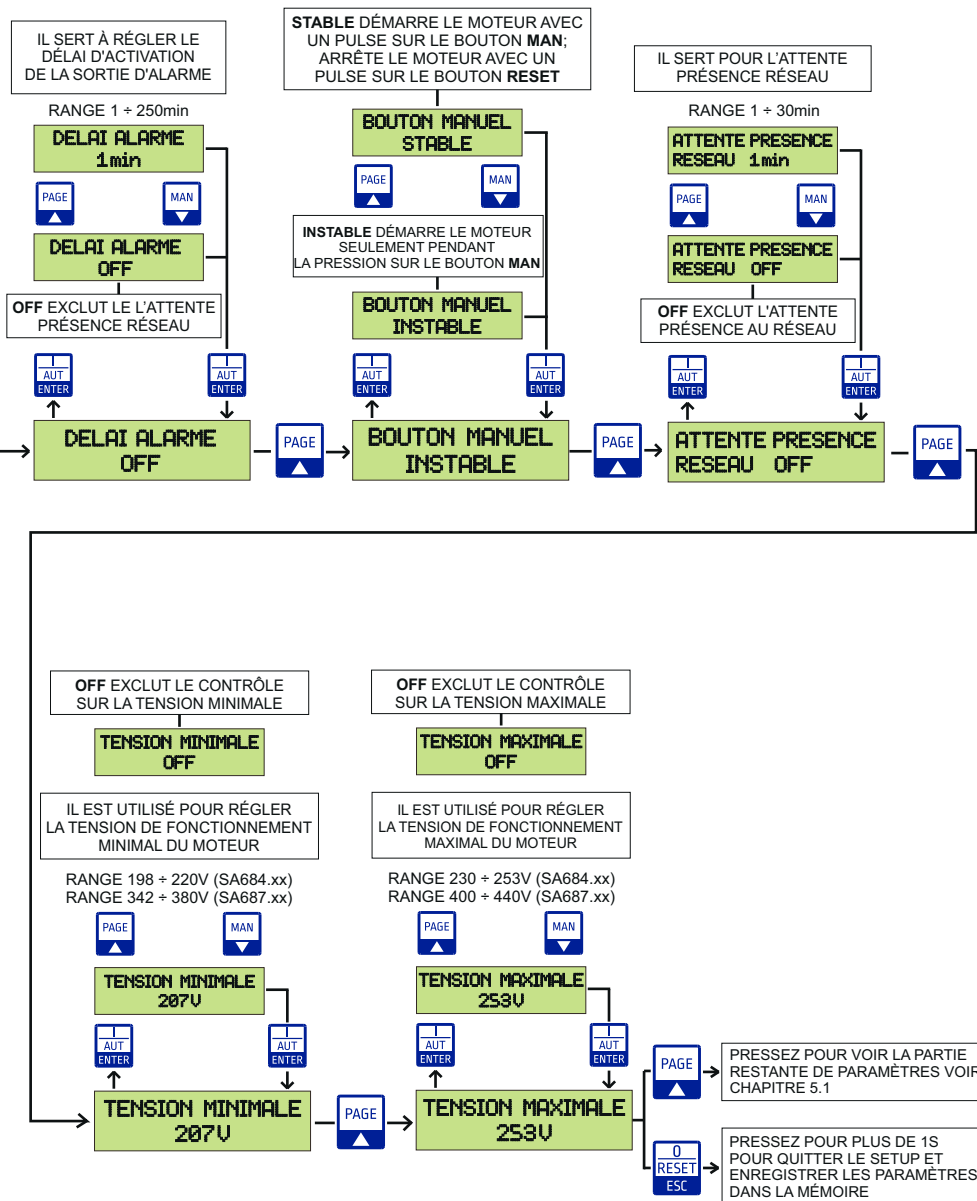 IL SERT À RÉGLER LE
DÉLAI D'ACTIVATION
DE LA SORTIE D'ALARME
RANGE 1 ÷ 250min
DELAI ALARME
1min
PAGE
MAN
DELAI ALARME
OFF
OFF EXCLUT LE L'ATTENTE
PRÉSENCE RÉSEAU
I
AUT
ENTER
I
AUT
ENTER
DELAI ALARME
OFF
PAGE
STABLE DÉMARRE LE MOTEUR AVEC
UN PULSE SUR LE BOUTON MAN;
ARRÊTE LE MOTEUR AVEC UN
PULSE SUR LE BOUTON RESET
BOUTON MANUEL
STABLE
PAGE
MAN
INSTABLE DÉMARRE LE MOTEUR
SEULEMENT PENDANT
LA PRESSION SUR LE BOUTON MAN
BOUTON MANUEL
INSTABLE
I
AUT
ENTER
I
AUT
ENTER
BOUTON MANUEL
INSTABLE
PAGE
IL SERT POUR L'ATTENTE
PRÉSENCE RÉSEAU
RANGE 1 ÷ 30min
ATTENTE PRESENCE
RESEAU 1min
PAGE
MAN
ATTENTE PRESENCE
RESEAU OFF
OFF EXCLUT L'ATTENTE
PRÉSENCE AU RÉSEAU
I
AUT
ENTER
I
AUT
ENTER
ATTENTE PRESENCE
RESEAU OFF
PAGE
OFF EXCLUT LE CONTRÔLE
SUR LA TENSION MINIMALE
TENSION MINIMALE
OFF
IL EST UTILISÉ POUR RÉGLER
LA TENSION DE FONCTIONNEMENT
MINIMAL DU MOTEUR
RANGE 198 ÷ 220V (SA684.xx)
RANGE 342 ÷ 380V (SA687.xx)
PAGE
MAN
TENSION MINIMALE
207V
I
AUT
ENTER
I
AUT
ENTER
TENSION MINIMALE
207V
PAGE
OFF EXCLUT LE CONTRÔLE
SUR LA TENSION MAXIMALE
TENSION MAXIMALE
OFF
IL EST UTILISÉ POUR RÉGLER
LA TENSION DE FONCTIONNEMENT
MAXIMAL DU MOTEUR
RANGE 230 ÷ 253V (SA684.xx)
RANGE 400 ÷ 440V (SA687.xx)
PAGE
MAN
TENSION MAXIMALE
253V
I
AUT
ENTER
I
AUT
ENTER
TENSION MAXIMALE
253V
PAGE
PRESSEZ POUR VOIR LA PARTIE
RESTANTE DE PARAMÈTRES VOIR
CHAPITRE 5.1
0
RESET
ESC
PRESSEZ POUR PLUS DE 1S
POUR QUITTER LE SETUP ET
ENREGISTRER LES PARAMÈTRES
DANS LA MÉMOIRE